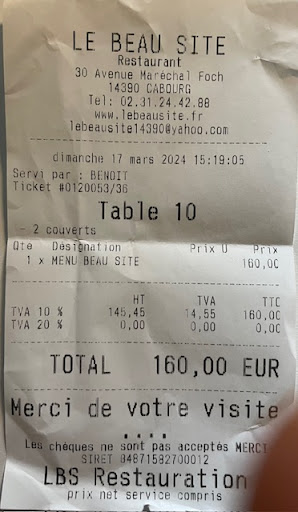 LE BEAU SITE
Restaurant
30 Avenue Maréchal Foch
14390 CABOURG
Tel: 02.31.24.42.88
www.lebeausite.fr
lebeausite14390@yahoo.com
dimanche 17 mars 2024 15:19:05
Servi par : BENOIT
Ticket #0120053/36
Table 10
- 2 couverts
Qte Désignation Prix U Prix
1 x MENU BEAU SITE 160,00
HT TVA TTC
TVA 10 % 145,45 14,55 160,00
TVA 20 % 0,00 0,00 0,00
TOTAL 160,00 EUR
Merci de votre visite
....
Les chèques ne sont pas acceptés MERCI
SIRET 84871582700012
LBS Restauration
prix net service compris